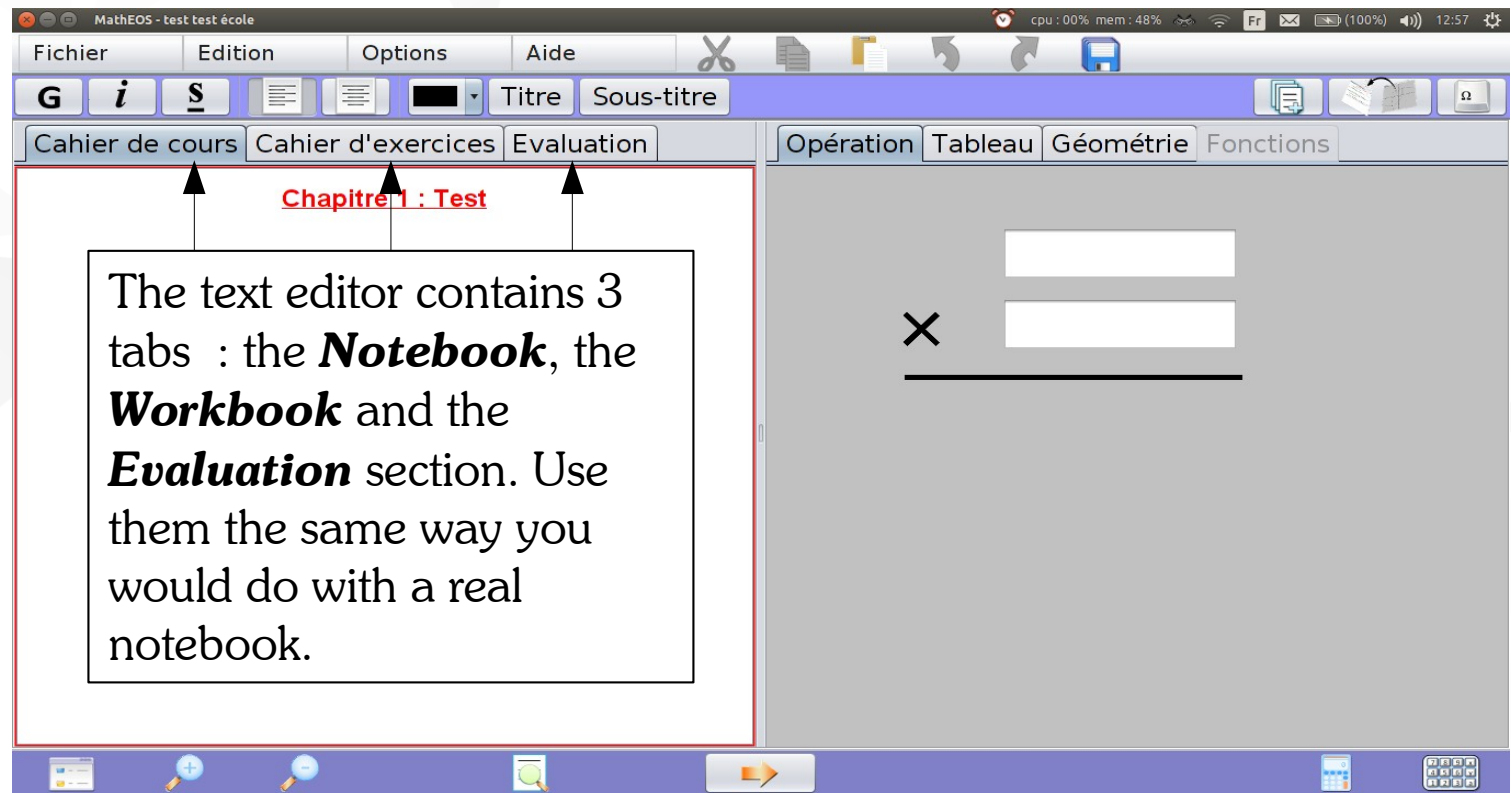 MathEOS - test test école
cpu : 00% mem : 48% Fr (100%) 12:57
Fichier Edition Options Aide
G i S Titre Sous-titre Ω
Cahier de cours Cahier d'exercices Evaluation
Opération Tableau Géométrie Fonctions
Chapitre 1 : Test
The text editor contains 3
tabs : the Notebook, the
Workbook and the
Evaluation section. Use
them the same way you
would do with a real
notebook.
×